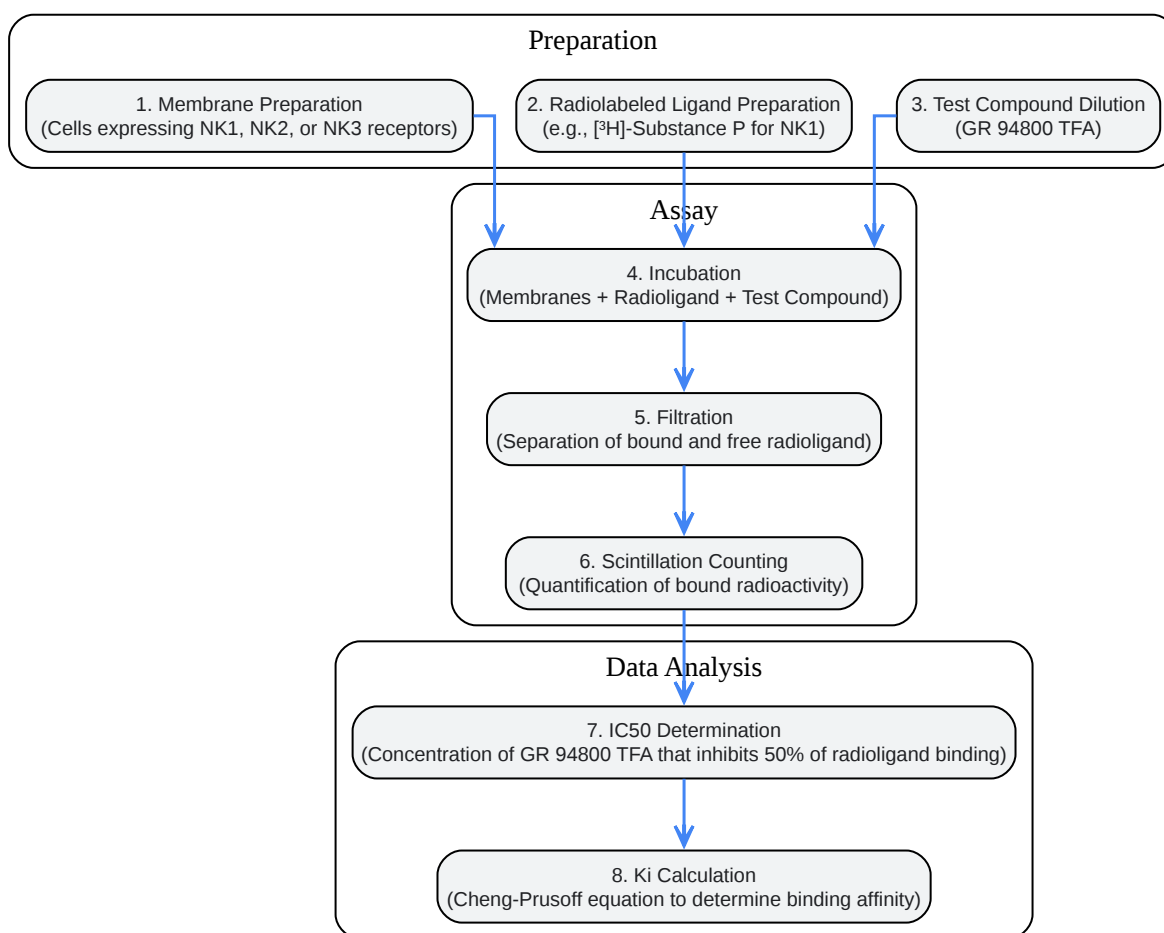 Preparation
1. Membrane Preparation
(Cells expressing NK1, NK2, or NK3 receptors)
2. Radiolabeled Ligand Preparation
(e.g., [³H]-Substance P for NK1)
3. Test Compound Dilution
(GR 94800 TFA)
Assay
4. Incubation
(Membranes + Radioligand + Test Compound)
5. Filtration
(Separation of bound and free radioligand)
6. Scintillation Counting
(Quantification of bound radioactivity)
Data Analysis
7. IC50 Determination
(Concentration of GR 94800 TFA that inhibits 50% of radioligand binding)
8. Ki Calculation
(Cheng-Prusoff equation to determine binding affinity)